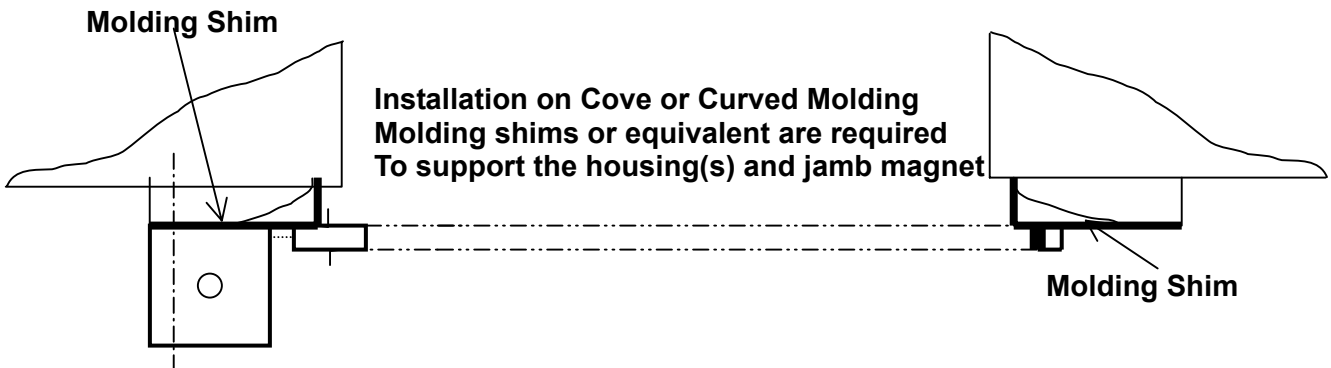 Molding Shim
Installation on Cove or Curved Molding
Molding shims or equivalent are required
To support the housing(s) and jamb magnet
Molding Shim